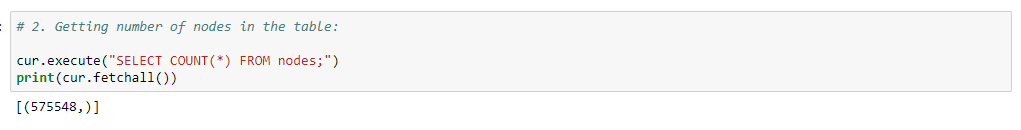 # 2. Getting number of nodes in the table:
cur.execute("SELECT COUNT(*) FROM nodes;")
print(cur.fetchall())
[(575548,)]